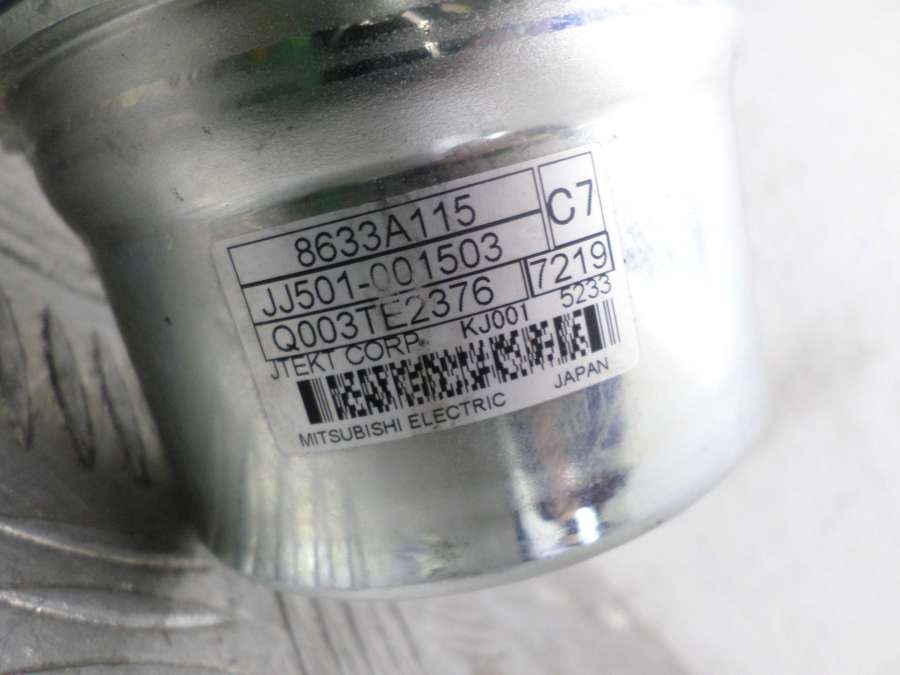 8633A115
C7
JJ501-001503
Q003TE2376
7219
JTEKT CORP. KJ001 5233
MITSUBISHI ELECTRIC JAPAN